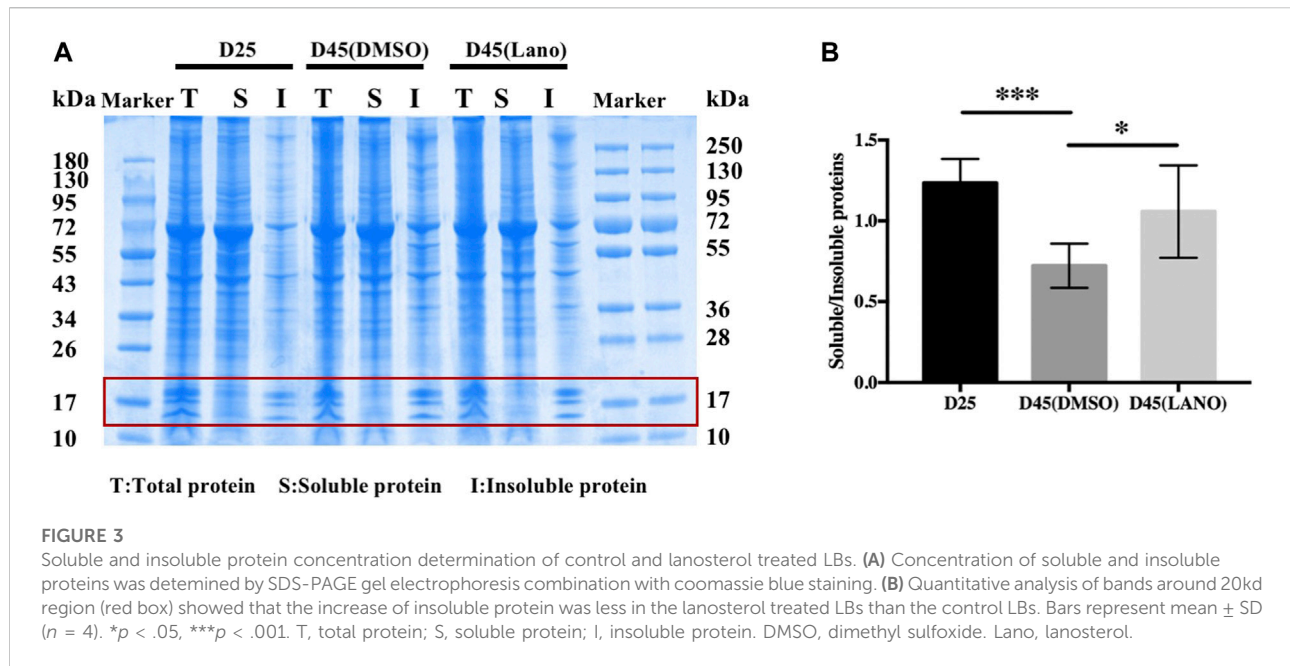 A
B
D25 D45(DMSO) D45(Lano)
kDa Marker T S I T S I T S I Marker kDa
180
130
95
72
55
43
34
26
17
10
250
130
95
72
55
36
28
17
10
T:Total protein S:Soluble protein I:Insoluble protein
***
*
Soluble/Insoluble proteins
1.5
1.0
0.5
0.0
D25 D45(DMSO) D45(LANO)
FIGURE 3
Soluble and insoluble protein concentration determination of control and lanosterol treated LBs. (A) Concentration of soluble and insoluble
proteins was detemined by SDS-PAGE gel electrophoresis combination with coomassie blue staining. (B) Quantitative analysis of bands around 20kd
region (red box) showed that the increase of insoluble protein was less in the lanosterol treated LBs than the control LBs. Bars represent mean ± SD
(n = 4). *p < .05, ***p < .001. T, total protein; S, soluble protein; I, insoluble protein. DMSO, dimethyl sulfoxide. Lano, lanosterol.